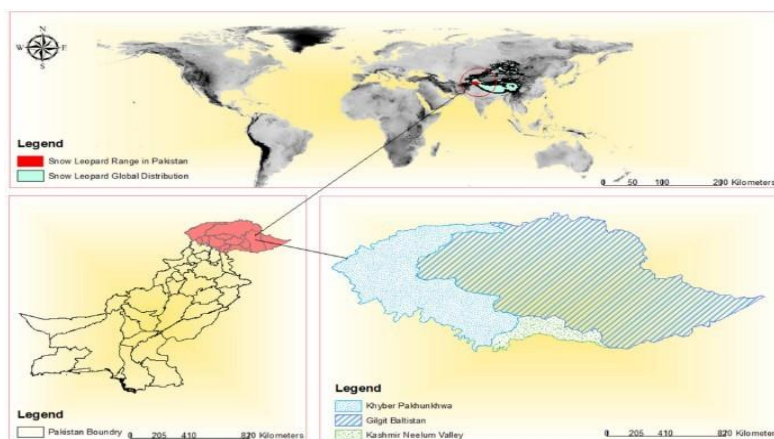 N
W E
S
Legend
Snow Leopard Range in Pakistan
Snow Leopard Global Distribution
0 50 100 200 Kilometers
Legend
Pakistan Boundry
0 205 410 820 Kilometers
Legend
Khyber Pakhunkhwa
Gilgit Baltistan
Kashmir Neelum Valley
0 205 410 820 Kilometers